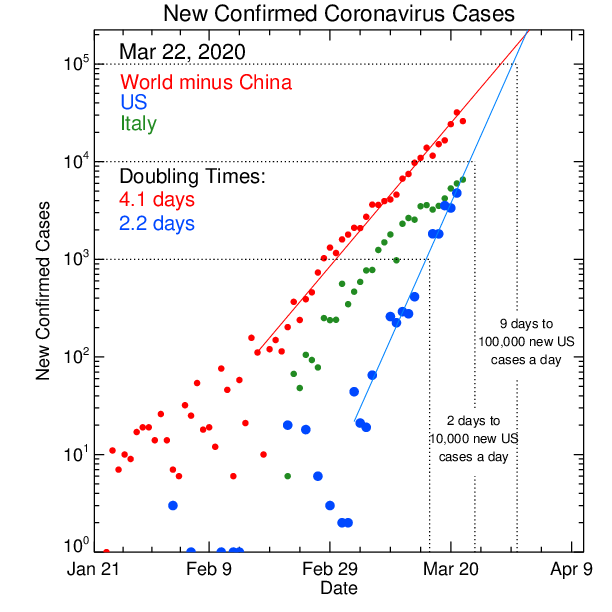 New Confirmed Coronavirus Cases
Mar 22, 2020
World minus China
US
Italy
Doubling Times:
4.1 days
2.2 days
10^5
10^4
10^3
10^2
10^1
10^0
New Confirmed Cases
9 days to
100,000 new US
cases a day
2 days to
10,000 new US
cases a day
Jan 21
Feb 9
Feb 29
Mar 20
Apr 9
Date